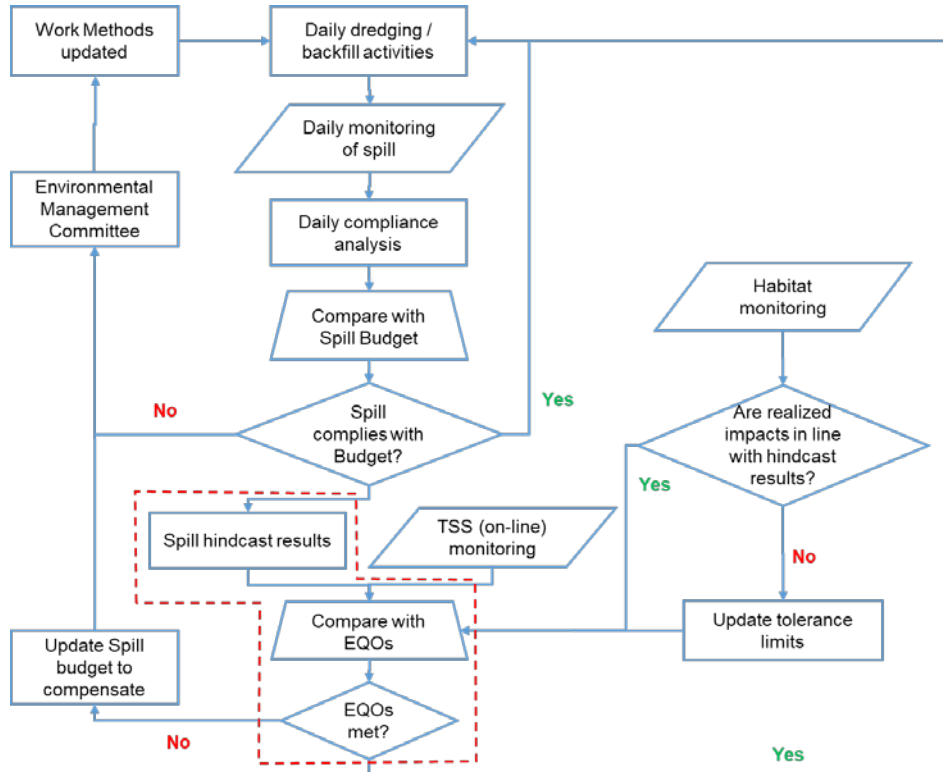 Work Methods
updated
Daily dredging /
backfill activities
Daily monitoring
of spill
Environmental
Management
Committee
Daily compliance
analysis
Habitat
monitoring
Compare with
Spill Budget
No
Yes
Spill
complies with
Budget?
Are realized
impacts in line
with hindcast
results?
Yes
Spill hindcast results
TSS (on-line)
monitoring
No
Compare with
EQOs
Update tolerance
limits
Update Spill
budget to
compensate
EQOs
met?
No
Yes